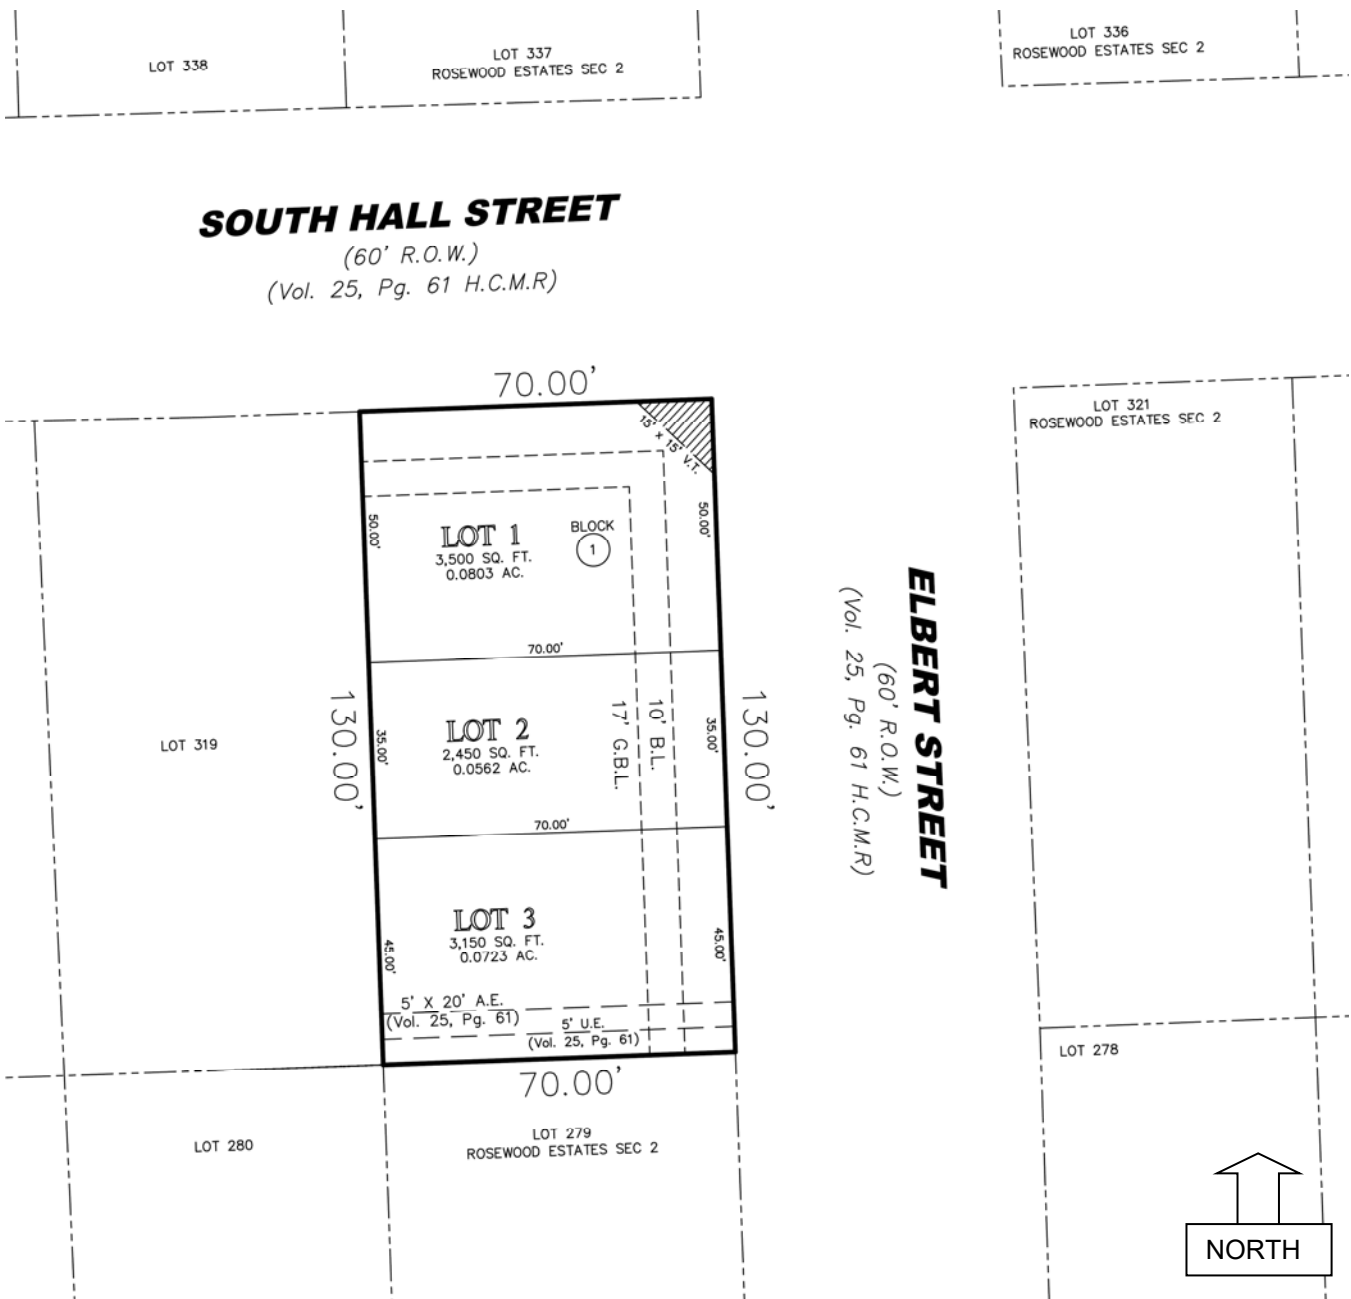 LOT 338
LOT 337
ROSEWOOD ESTATES SEC 2
LOT 336
ROSEWOOD ESTATES SEC 2
SOUTH HALL STREET
(60' R.O.W.)
(Vol. 25, Pg. 61 H.C.M.R)
70.00'
15' X 15' V.T.
LOT 321
ROSEWOOD ESTATES SEC 2
50.00'
LOT 1
3,500 SQ. FT.
0.0803 AC.
BLOCK
1
50.00'
70.00'
LOT 319
130.00'
35.00'
LOT 2
2,450 SQ. FT.
0.0562 AC.
17' G.B.L.
10' B.L.
35.00'
130.00'
ELBERT STREET
(60' R.O.W.)
(Vol. 25, Pg. 61 H.C.M.R)
70.00'
LOT 3
3,150 SQ. FT.
0.0723 AC.
45.00'
45.00'
5' X 20' A.E.
(Vol. 25, Pg. 61)
5' U.E.
(Vol. 25, Pg. 61)
70.00'
LOT 278
LOT 280
LOT 279
ROSEWOOD ESTATES SEC 2
NORTH